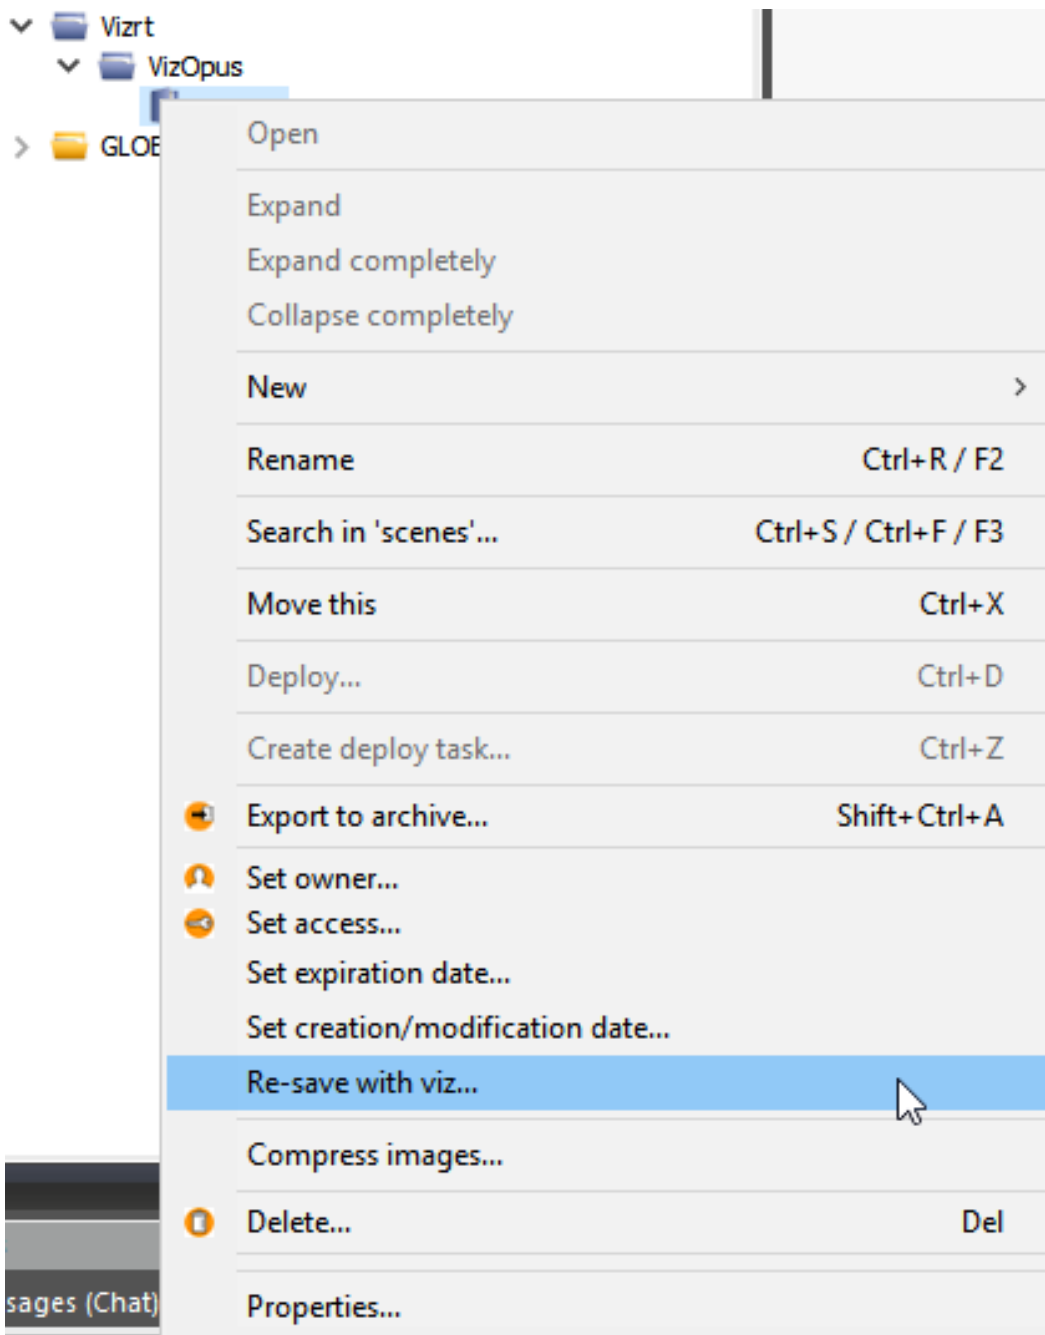 Vizrt
VizOpus
GLOB
Open
Expand
Expand completely
Collapse completely
New
Rename Ctrl+R / F2
Search in 'scenes'... Ctrl+S / Ctrl+F / F3
Move this Ctrl+X
Deploy... Ctrl+D
Create deploy task... Ctrl+Z
Export to archive... Shift+Ctrl+A
Set owner...
Set access...
Set expiration date...
Set creation/modification date...
Re-save with viz...
Compress images...
Delete... Del
sages (Chat)
Properties...